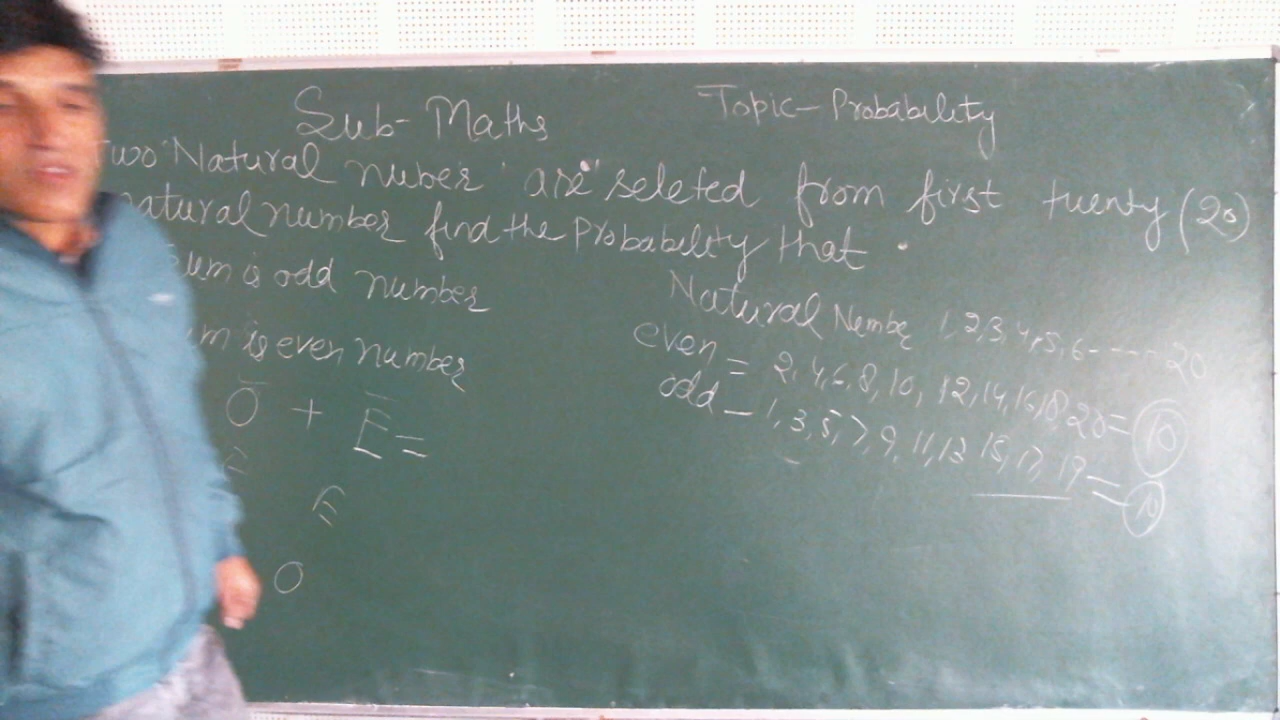 Sub- Maths
Topic- Probability
Two Natural nuber are seleted from first tuenty (20)
natural number find the Probability that
sum is odd number
m is even number
Natural Nembe 1,2,3,4,5,6-----20
even = 2,4,6,8,10,12,14,16,18,20= 10
odd - 1,3,5,7,9,11,13 15,17,19 = 10
O + E =
E
O